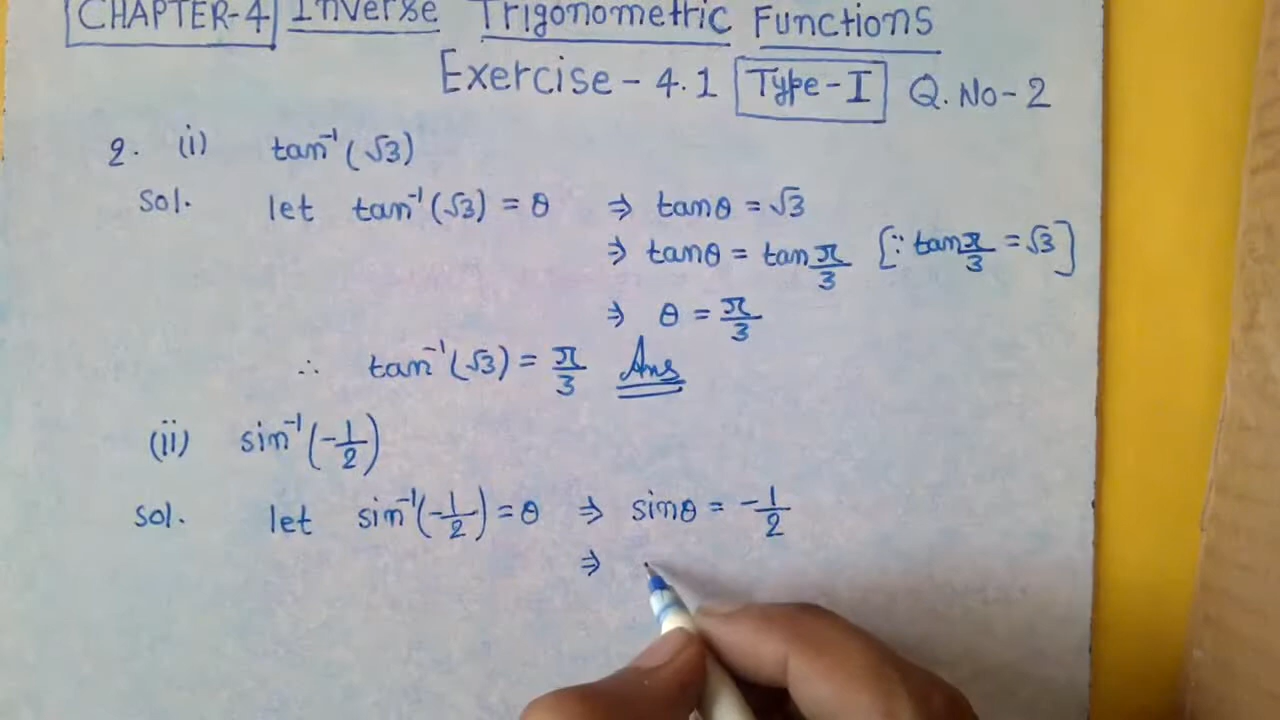 CHAPTER-4 Inverse Trigonometric Functions
Exercise - 4.1 Type-I Q. No-2
2. (i) tan⁻¹(√3)
Sol. let tan⁻¹(√3) = θ ⇒ tanθ = √3
⇒ tanθ = tan π/3 [∵ tan π/3 = √3]
⇒ θ = π/3
∴ tan⁻¹(√3) = π/3 Ans
(ii) sin⁻¹(-1/2)
Sol. let sin⁻¹(-1/2) = θ ⇒ sinθ = -1/2
⇒